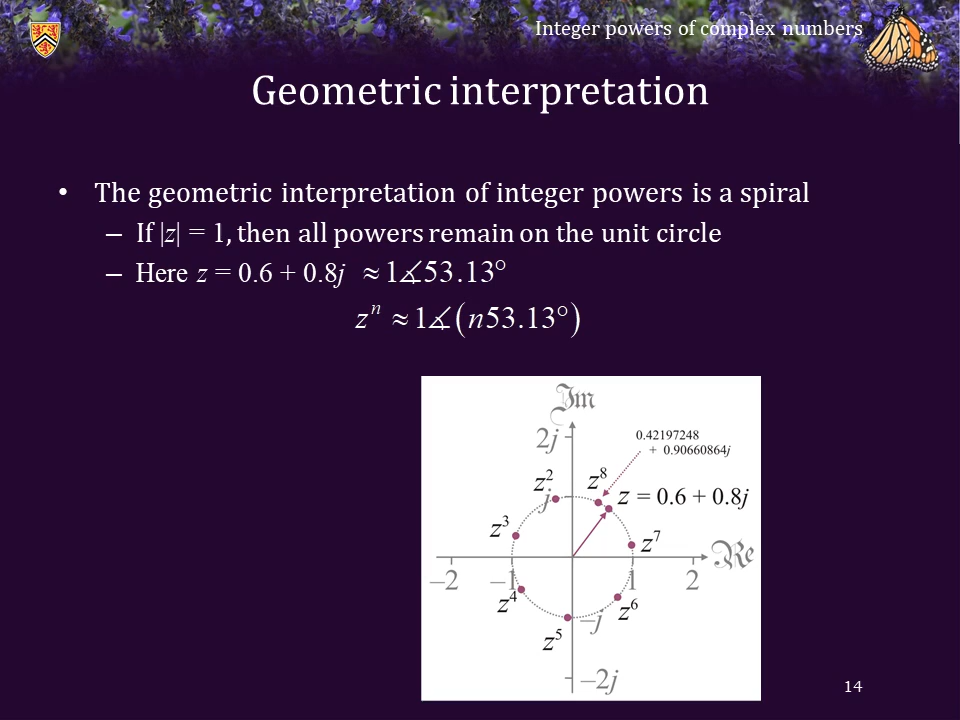 Integer powers of complex numbers
Geometric interpretation
• The geometric interpretation of integer powers is a spiral
– If |z| = 1, then all powers remain on the unit circle
– Here z = 0.6 + 0.8j ≈ 1∡53.13°
zⁿ ≈ 1∡(n53.13°)
ℑm
2j
0.42197248
+ 0.90660864j
z²
z⁸
j
z = 0.6 + 0.8j
z³
z⁷
ℜe
–2
–1
1
2
z⁴
z⁶
–j
z⁵
–2j
14